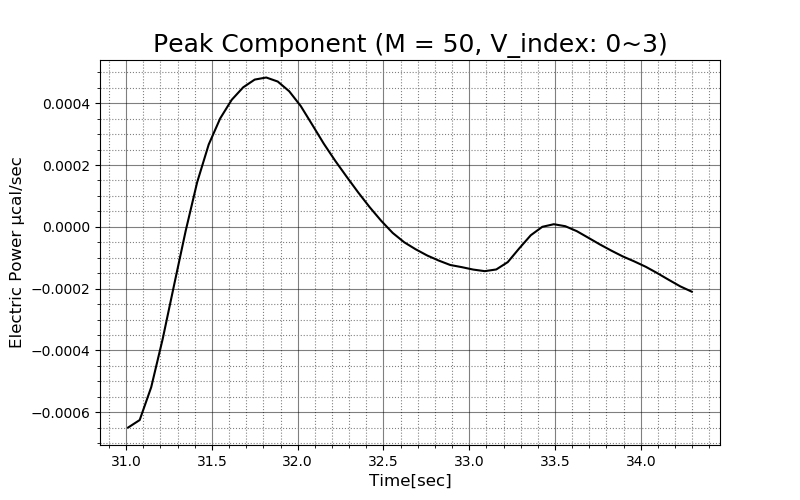 Peak Component (M = 50, V_index: 0~3)
Electric Power μcal/sec
0.0004
0.0002
0.0000
−0.0002
−0.0004
−0.0006
31.0 31.5 32.0 32.5 33.0 33.5 34.0
Time[sec]